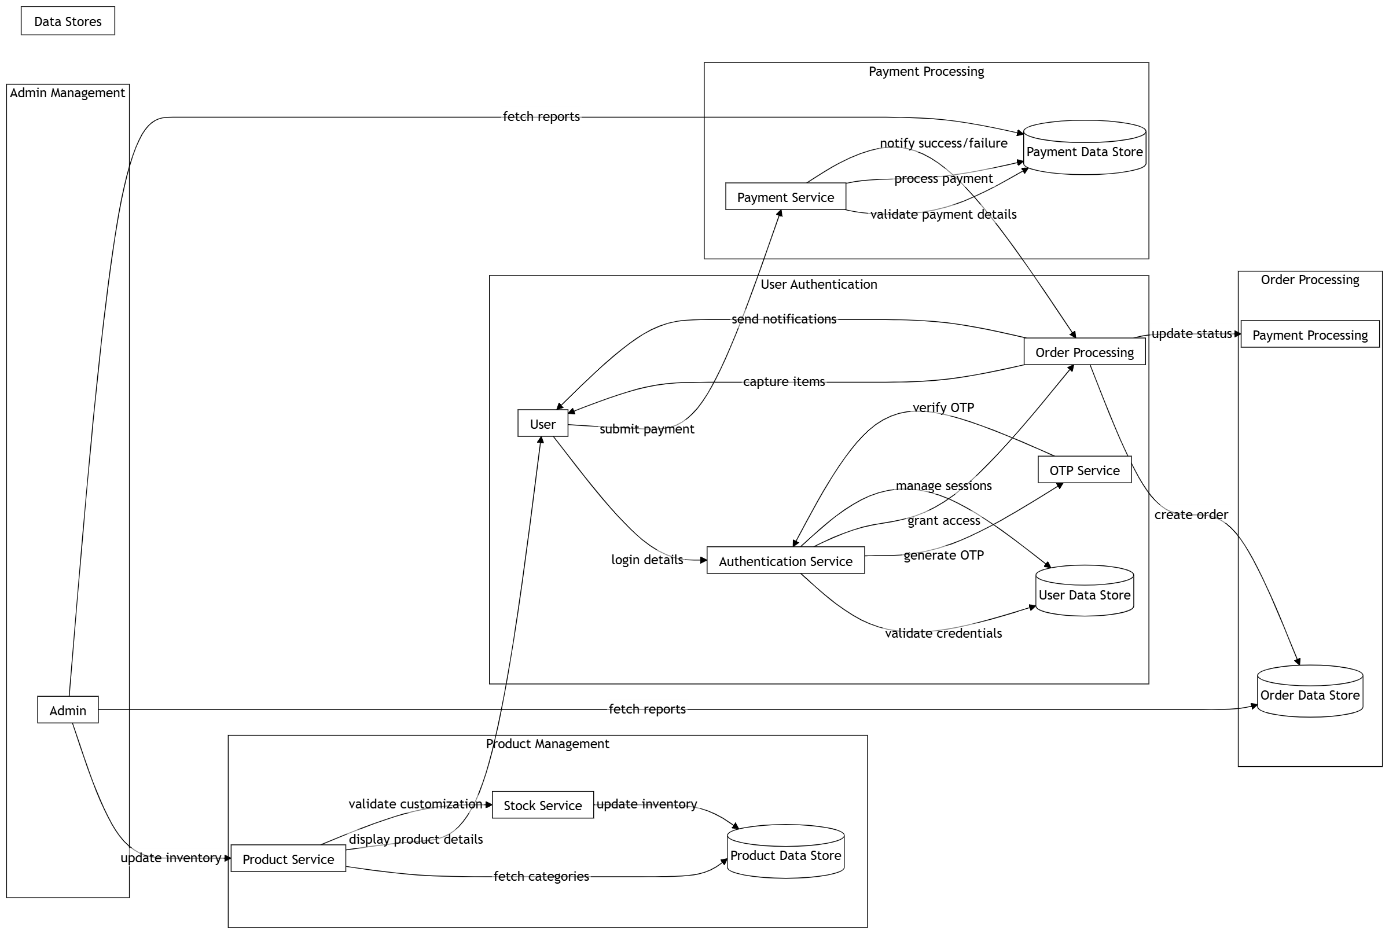 Data Stores
Payment Processing
Admin Management
fetch reports
notify success/failure
Payment Data Store
process payment
Payment Service
validate payment details
User Authentication
Order Processing
send notifications
update status
Payment Processing
Order Processing
capture items
verify OTP
User
submit payment
OTP Service
manage sessions
create order
grant access
generate OTP
login details
Authentication Service
User Data Store
validate credentials
Order Data Store
Admin
fetch reports
Product Management
validate customization
Stock Service
update inventory
display product details
Product Data Store
update inventory
Product Service
fetch categories